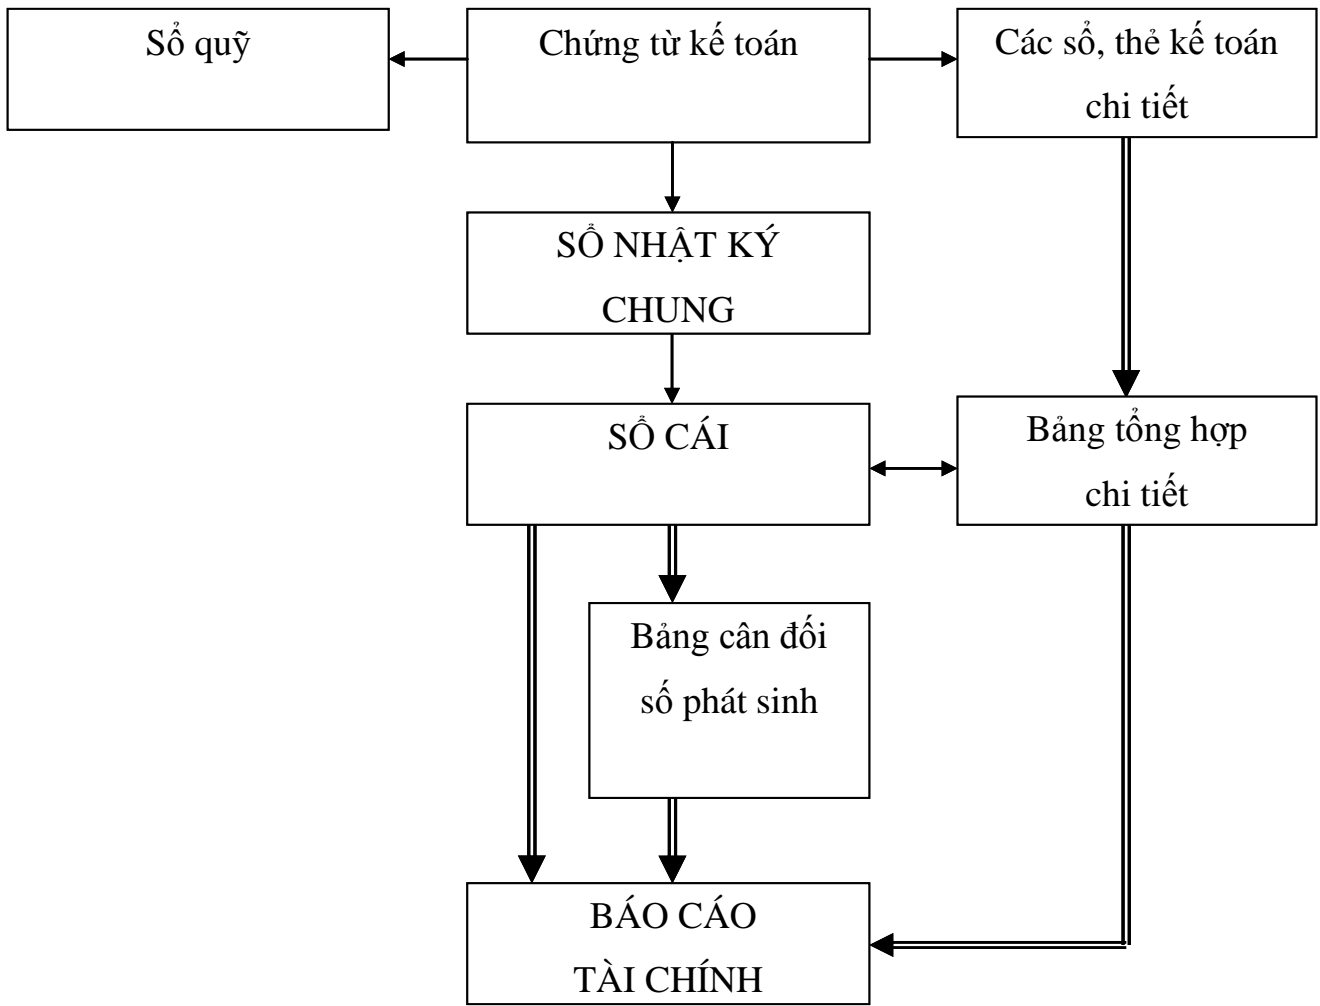 Sổ quỹ
Chứng từ kế toán
Các sổ, thẻ kế toán
chi tiết
SỔ NHẬT KÝ
CHUNG
SỔ CÁI
Bảng tổng hợp
chi tiết
Bảng cân đối
số phát sinh
BÁO CÁO
TÀI CHÍNH